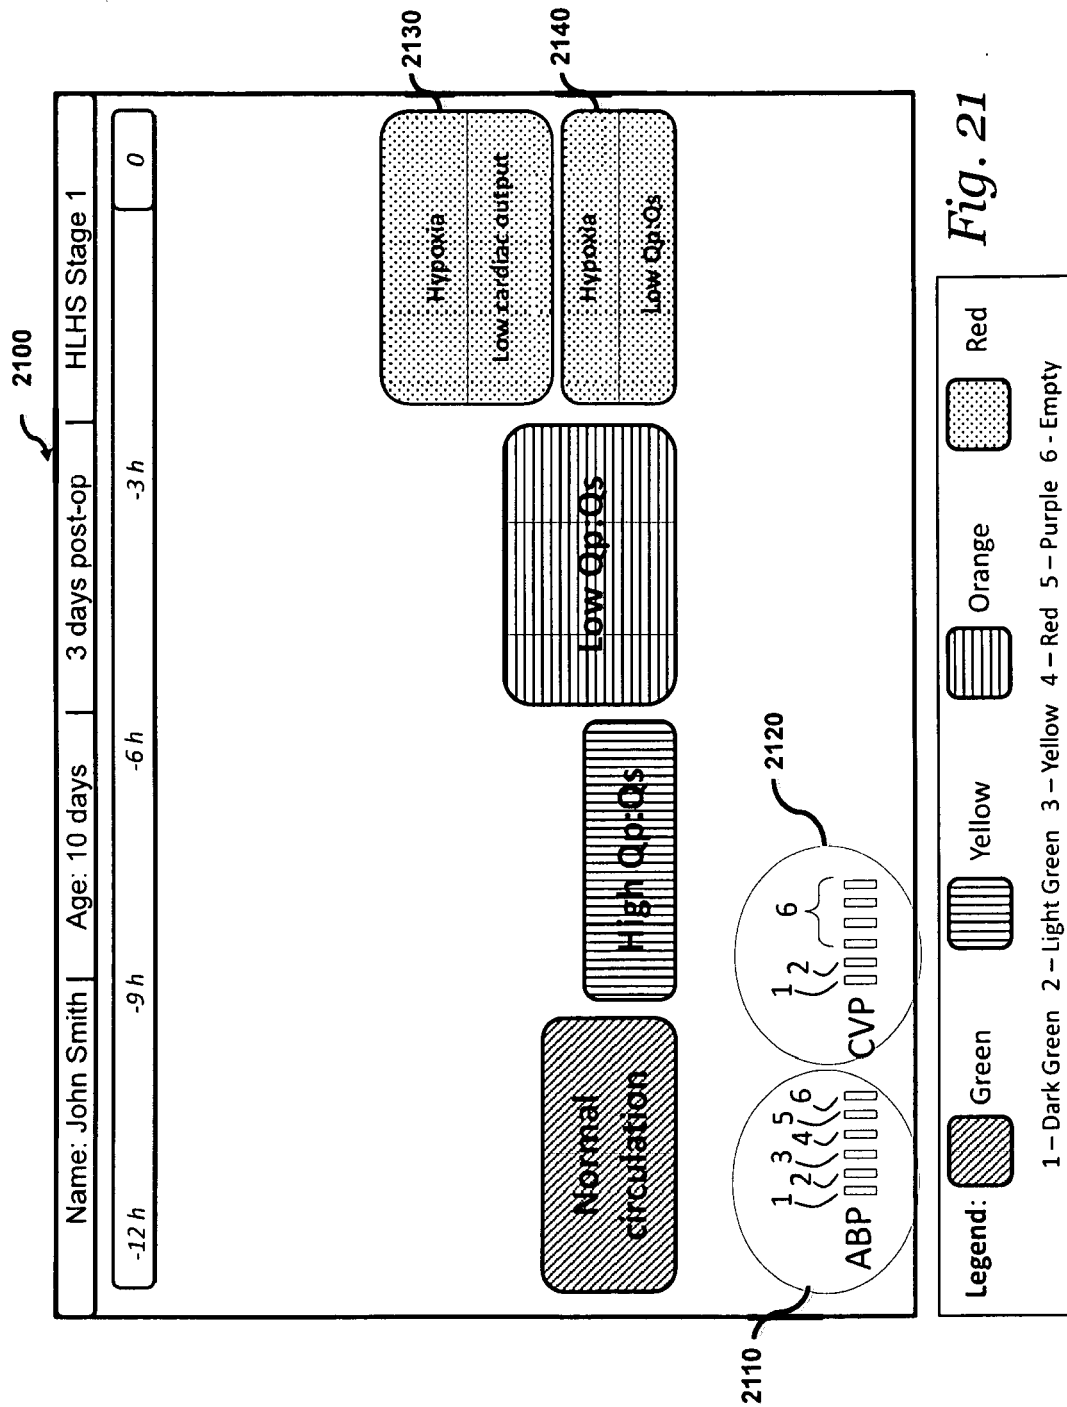 2100
Name: John Smith | Age: 10 days | 3 days post-op | HLHS Stage 1
-12 h -9 h -6 h -3 h 0
Normal
circulation
High Qp:Qs
Low Qp:Qs
Hypoxia
Low cardiac output
2130
Hypoxia
Low Qp:Qs
2140
2110
1 2 3 4 5 6
ABP
1 2 6
CVP
2120
Legend: Green Yellow Orange Red
1 – Dark Green 2 – Light Green 3 – Yellow 4 – Red 5 – Purple 6 - Empty
Fig. 21